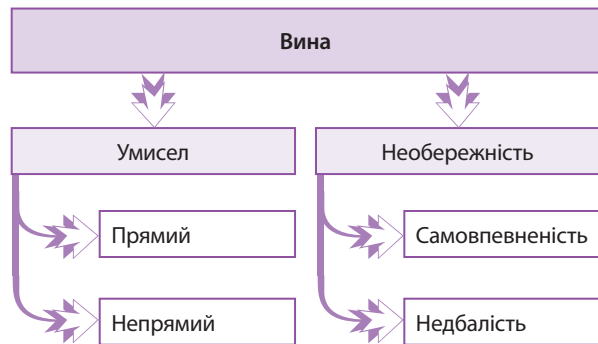 Вина
Умисел
Необережність
Прямий
Самовпевненість
Непрямий
Недбалість